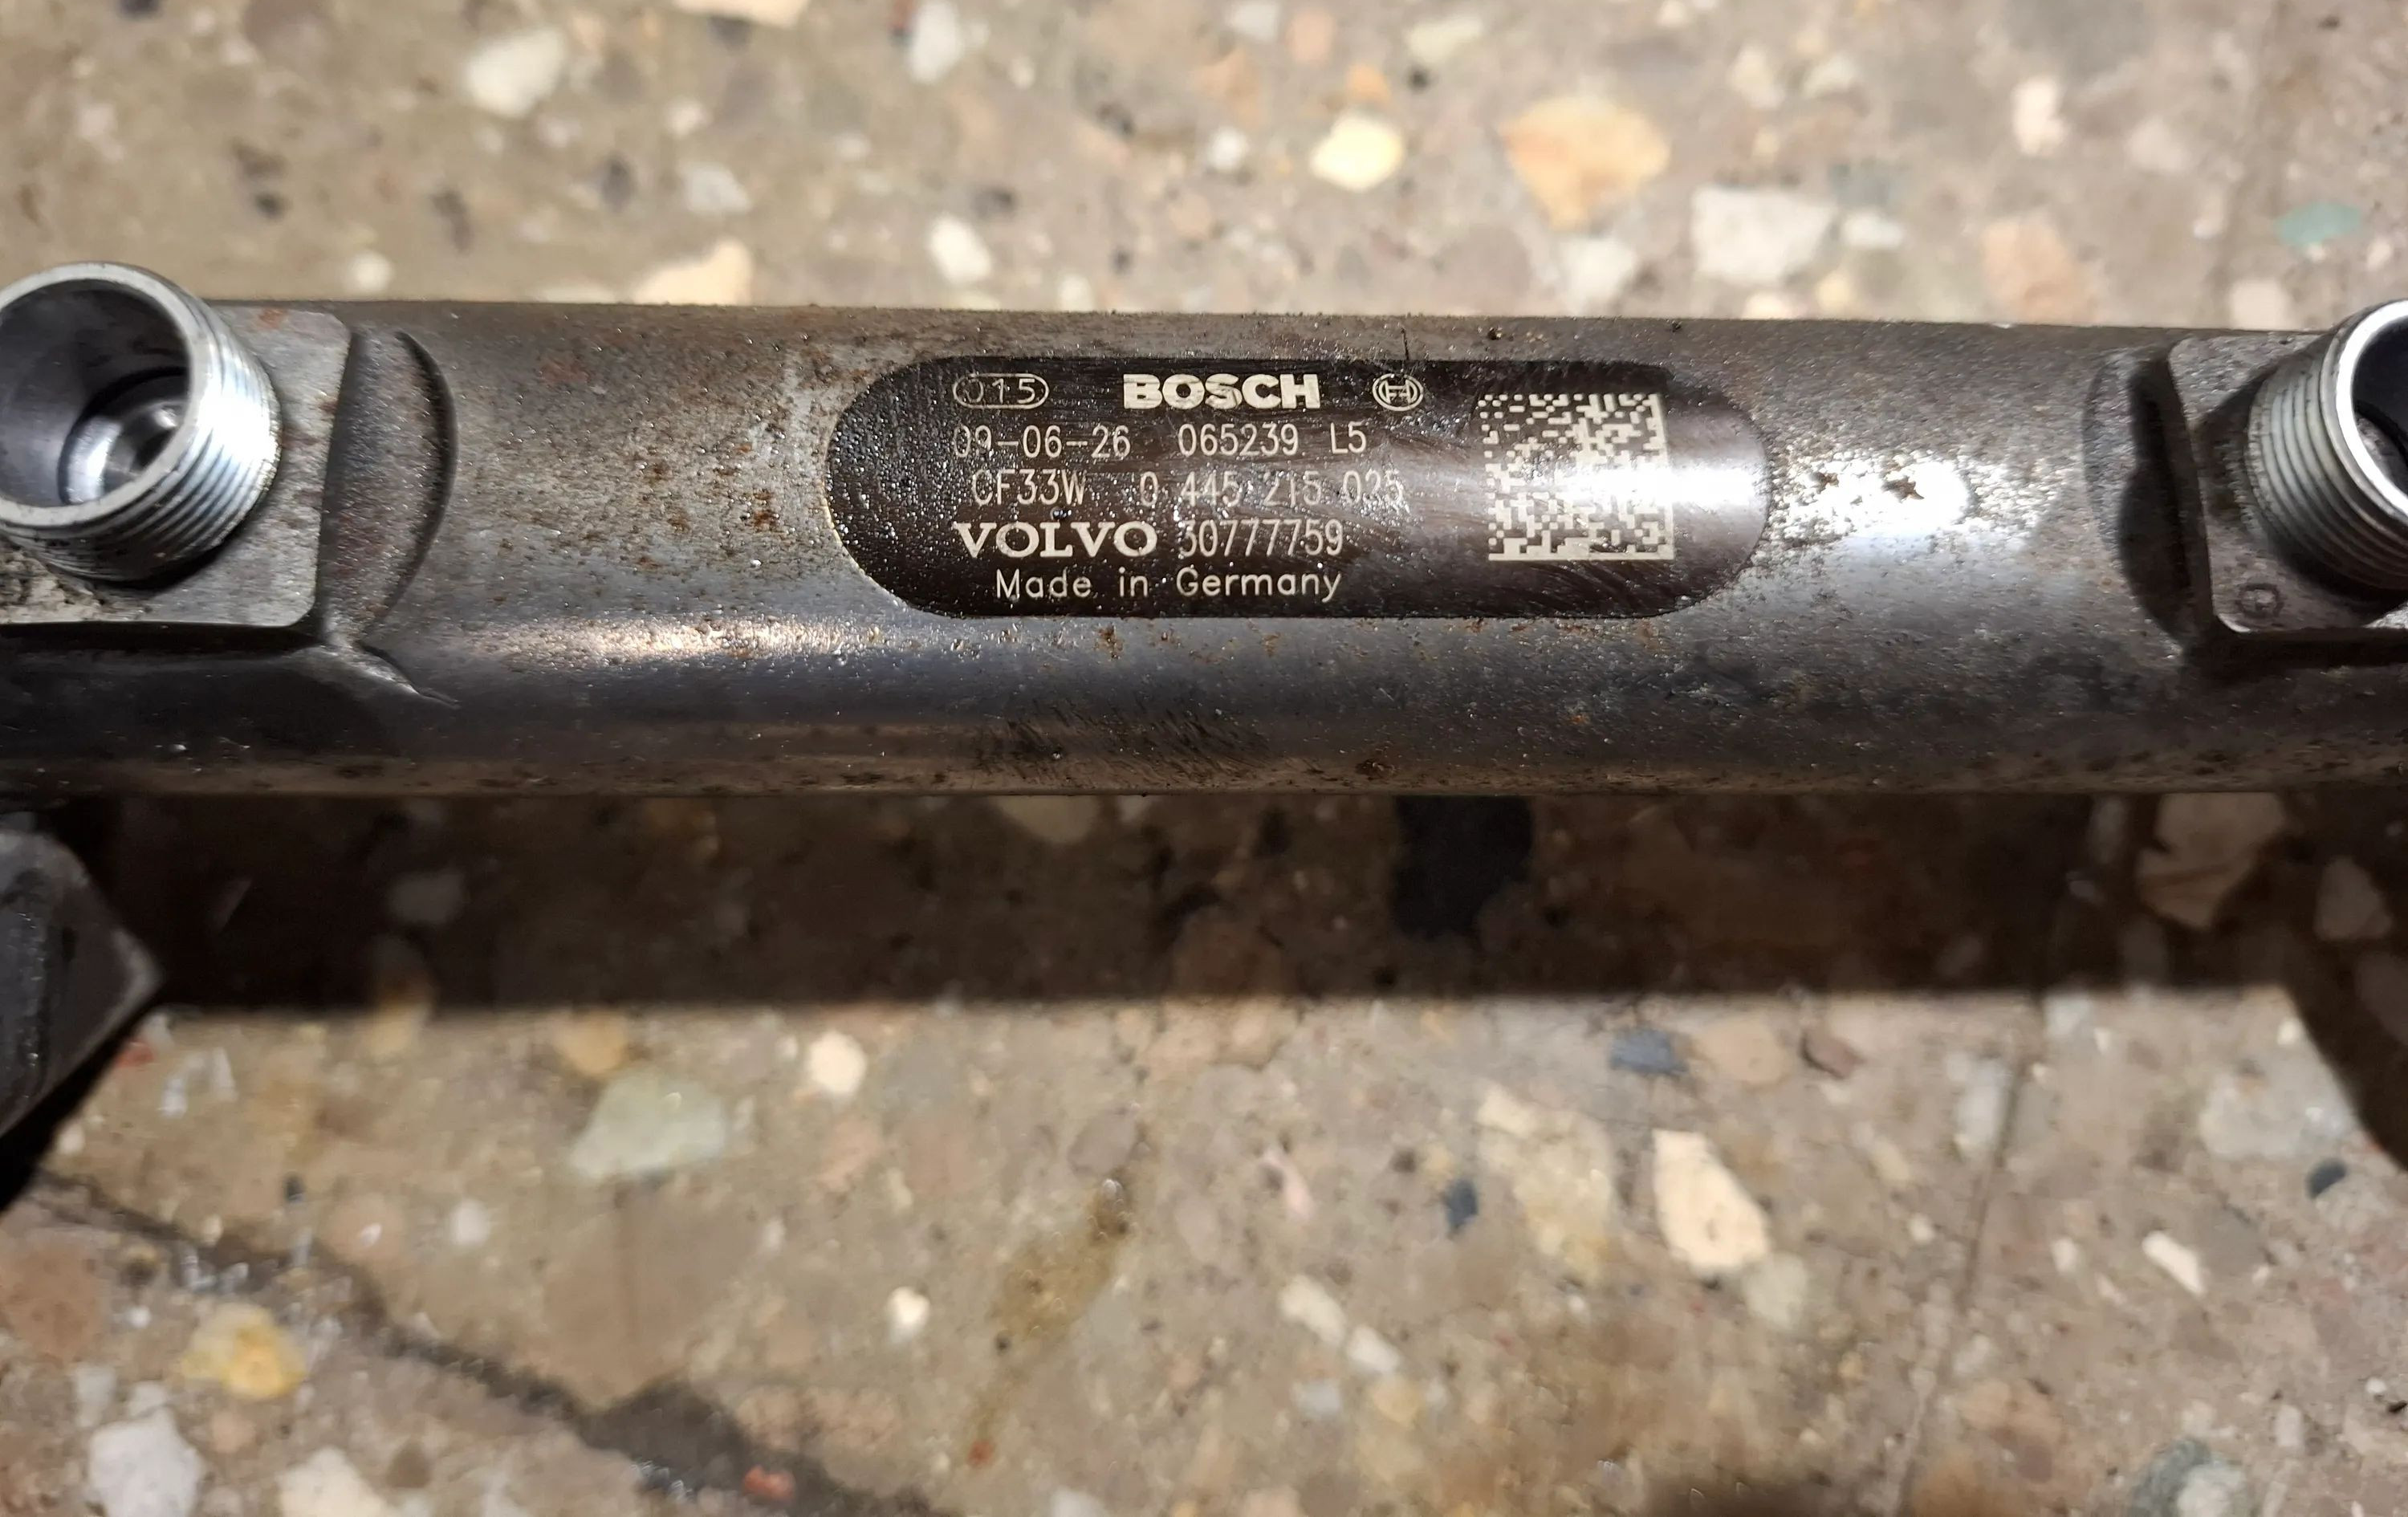 015 BOSCH
09-06-26 065239 L5
CF33W 0 445 215 025
VOLVO 30777759
Made in Germany